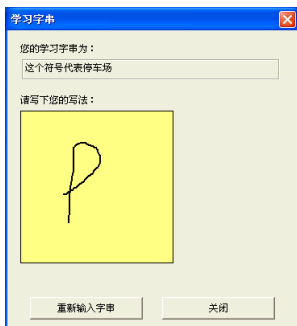 学习字串
您的学习字串为：
这个符号代表停车场
请写下您的写法：
P
重新输入字串
关闭